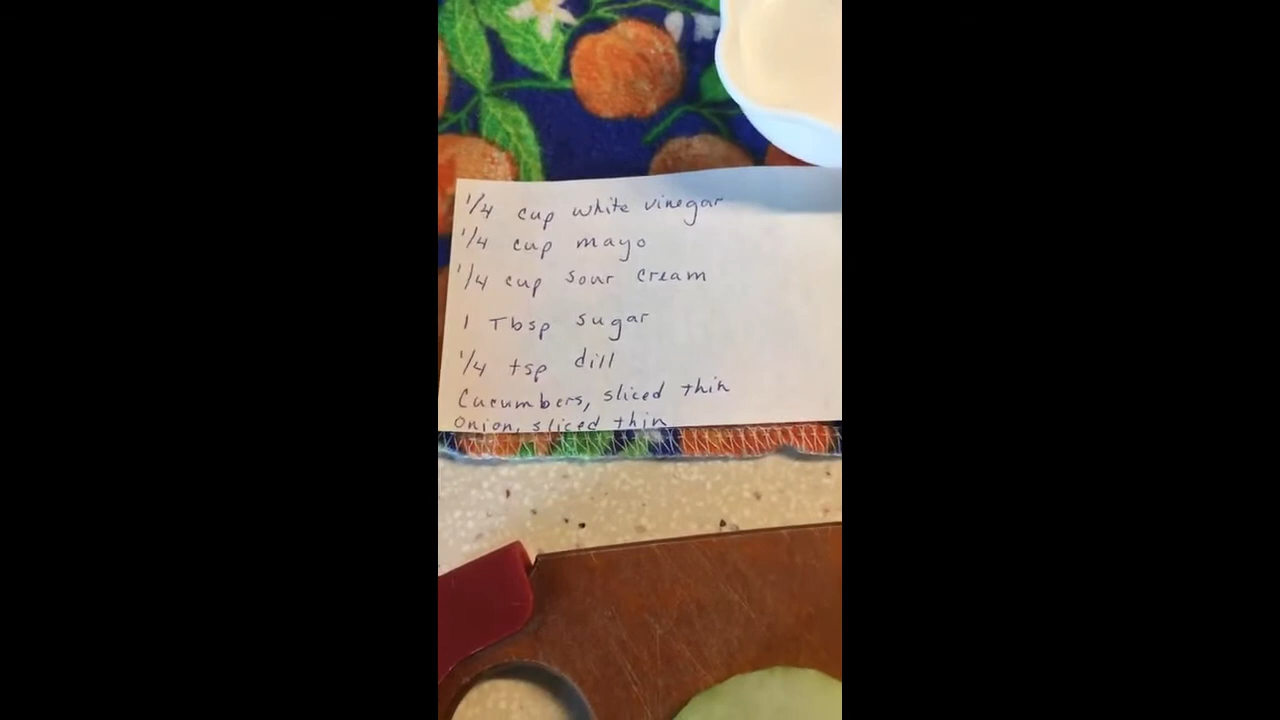 1/4 cup white vinegar
1/4 cup mayo
1/4 cup sour cream
1 Tbsp sugar
1/4 tsp dill
Cucumbers, sliced thin
Onion, sliced thin